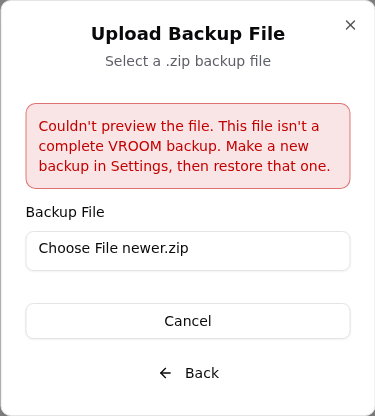 Upload Backup File
Select a .zip backup file
Couldn't preview the file. This file isn't a
complete VROOM backup. Make a new
backup in Settings, then restore that one.
Backup File
Choose File newer.zip
Cancel
Back